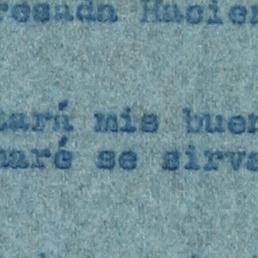 resada Hacien
tará mis buen
naré se sirva